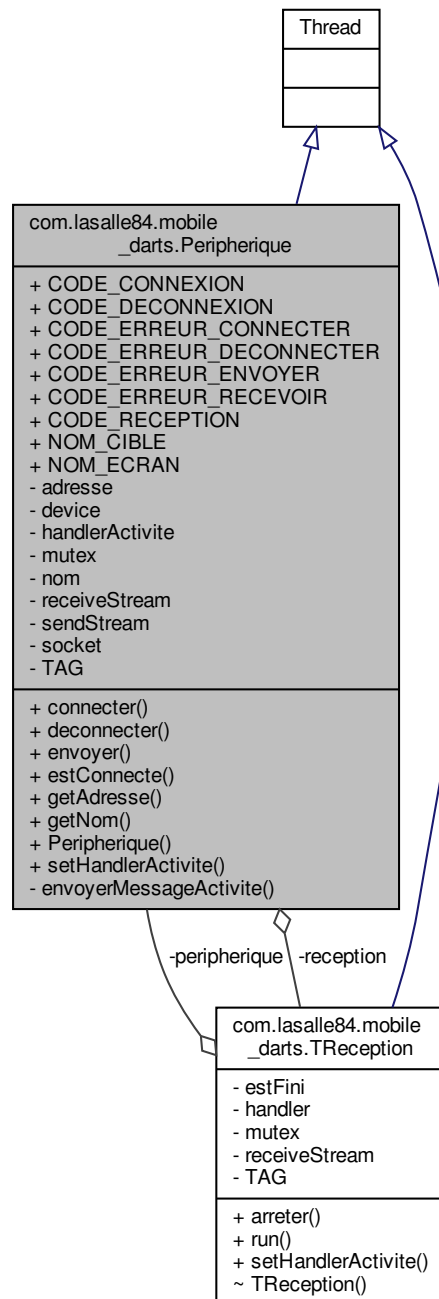 Thread
com.lasalle84.mobile
_darts.Peripherique
+ CODE_CONNEXION
+ CODE_DECONNEXION
+ CODE_ERREUR_CONNECTER
+ CODE_ERREUR_DECONNECTER
+ CODE_ERREUR_ENVOYER
+ CODE_ERREUR_RECEVOIR
+ CODE_RECEPTION
+ NOM_CIBLE
+ NOM_ECRAN
- adresse
- device
- handlerActivite
- mutex
- nom
- receiveStream
- sendStream
- socket
- TAG
+ connecter()
+ deconnecter()
+ envoyer()
+ estConnecte()
+ getAdresse()
+ getNom()
+ Peripherique()
+ setHandlerActivite()
- envoyerMessageActivite()
-peripherique -reception
com.lasalle84.mobile
_darts.TReception
- estFini
- handler
- mutex
- receiveStream
- TAG
+ arreter()
+ run()
+ setHandlerActivite()
~ TReception()